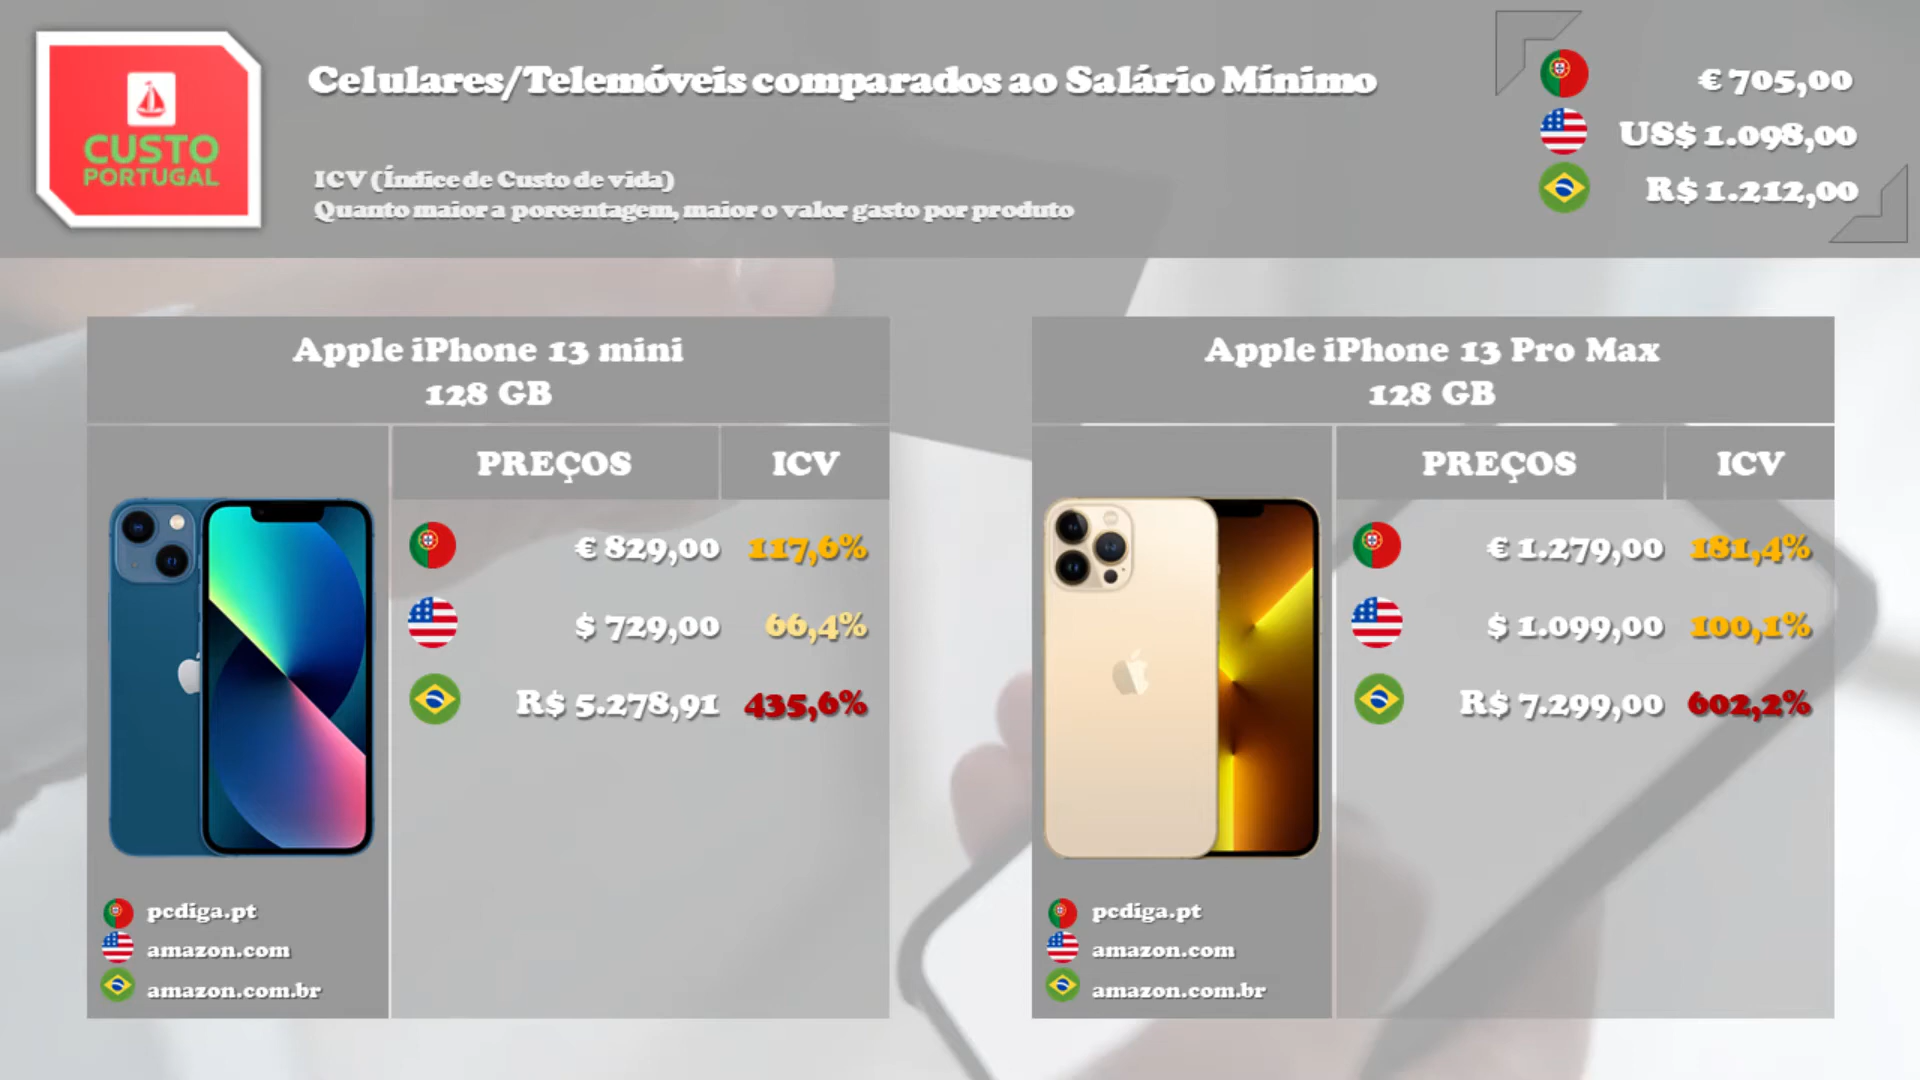 CUSTO
PORTUGAL
Celulares/Telemóveis comparados ao Salário Mínimo
ICV (Índice de Custo de vida)
Quanto maior a porcentagem, maior o valor gasto por produto
€ 705,00
US$ 1.098,00
R$ 1.212,00
Apple iPhone 13 mini
128 GB
PREÇOS ICV
€ 829,00 117,6%
$ 729,00 66,4%
R$ 5.278,91 435,6%
pcdiga.pt
amazon.com
amazon.com.br
Apple iPhone 13 Pro Max
128 GB
PREÇOS ICV
€ 1.279,00 181,4%
$ 1.099,00 100,1%
R$ 7.299,00 602,2%
pcdiga.pt
amazon.com
amazon.com.br